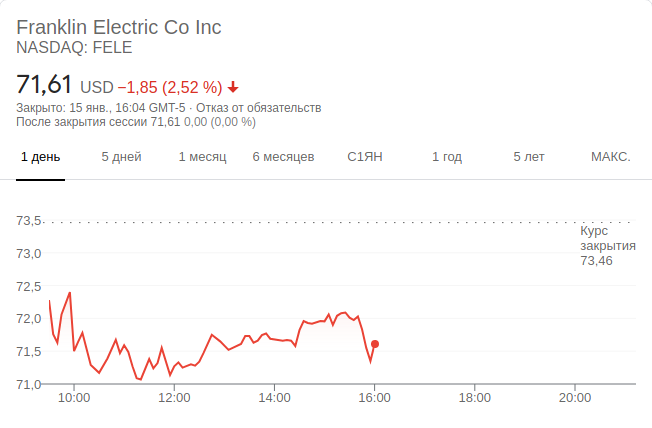 Franklin Electric Co Inc
NASDAQ: FELE
71,61 USD −1,85 (2,52 %)
Закрыто: 15 янв., 16:04 GMT-5 · Отказ от обязательств
После закрытия сессии 71,61 0,00 (0,00 %)
1 день 5 дней 1 месяц 6 месяцев С1ЯН 1 год 5 лет МАКС.
73,5
Курс
закрытия
73,46
73,0
72,5
72,0
71,5
71,0
10:00 12:00 14:00 16:00 18:00 20:00